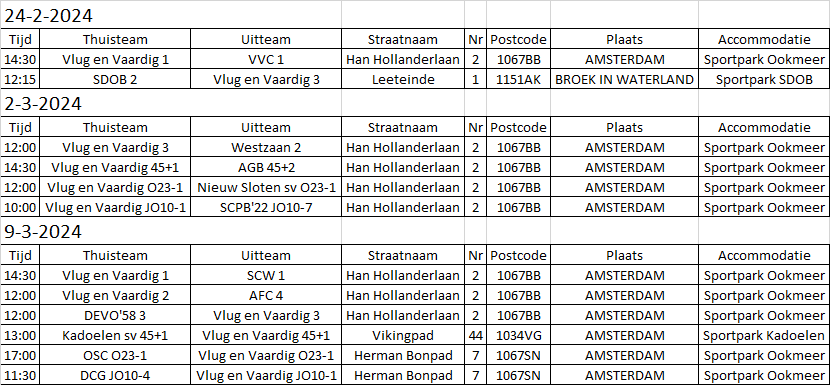 24-2-2024
Tijd Thuisteam Uitteam Straatnaam Nr Postcode Plaats Accommodatie
14:30 Vlug en Vaardig 1 VVC 1 Han Hollanderlaan 2 1067BB AMSTERDAM Sportpark Ookmeer
12:15 SDOB 2 Vlug en Vaardig 3 Leeteinde 1 1151AK BROEK IN WATERLAND Sportpark SDOB
2-3-2024
Tijd Thuisteam Uitteam Straatnaam Nr Postcode Plaats Accommodatie
12:00 Vlug en Vaardig 3 Westzaan 2 Han Hollanderlaan 2 1067BB AMSTERDAM Sportpark Ookmeer
14:30 Vlug en Vaardig 45+1 AGB 45+2 Han Hollanderlaan 2 1067BB AMSTERDAM Sportpark Ookmeer
12:00 Vlug en Vaardig O23-1 Nieuw Sloten sv O23-1 Han Hollanderlaan 2 1067BB AMSTERDAM Sportpark Ookmeer
10:00 Vlug en Vaardig JO10-1 SCPB'22 JO10-7 Han Hollanderlaan 2 1067BB AMSTERDAM Sportpark Ookmeer
9-3-2024
Tijd Thuisteam Uitteam Straatnaam Nr Postcode Plaats Accommodatie
14:30 Vlug en Vaardig 1 SCW 1 Han Hollanderlaan 2 1067BB AMSTERDAM Sportpark Ookmeer
12:00 Vlug en Vaardig 2 AFC 4 Han Hollanderlaan 2 1067BB AMSTERDAM Sportpark Ookmeer
12:00 DEVO'58 3 Vlug en Vaardig 3 Han Hollanderlaan 2 1067BB AMSTERDAM Sportpark Ookmeer
13:00 Kadoelen sv 45+1 Vlug en Vaardig 45+1 Vikingpad 44 1034VG AMSTERDAM Sportpark Kadoelen
17:00 OSC O23-1 Vlug en Vaardig O23-1 Herman Bonpad 7 1067SN AMSTERDAM Sportpark Ookmeer
11:30 DCG JO10-4 Vlug en Vaardig JO10-1 Herman Bonpad 7 1067SN AMSTERDAM Sportpark Ookmeer